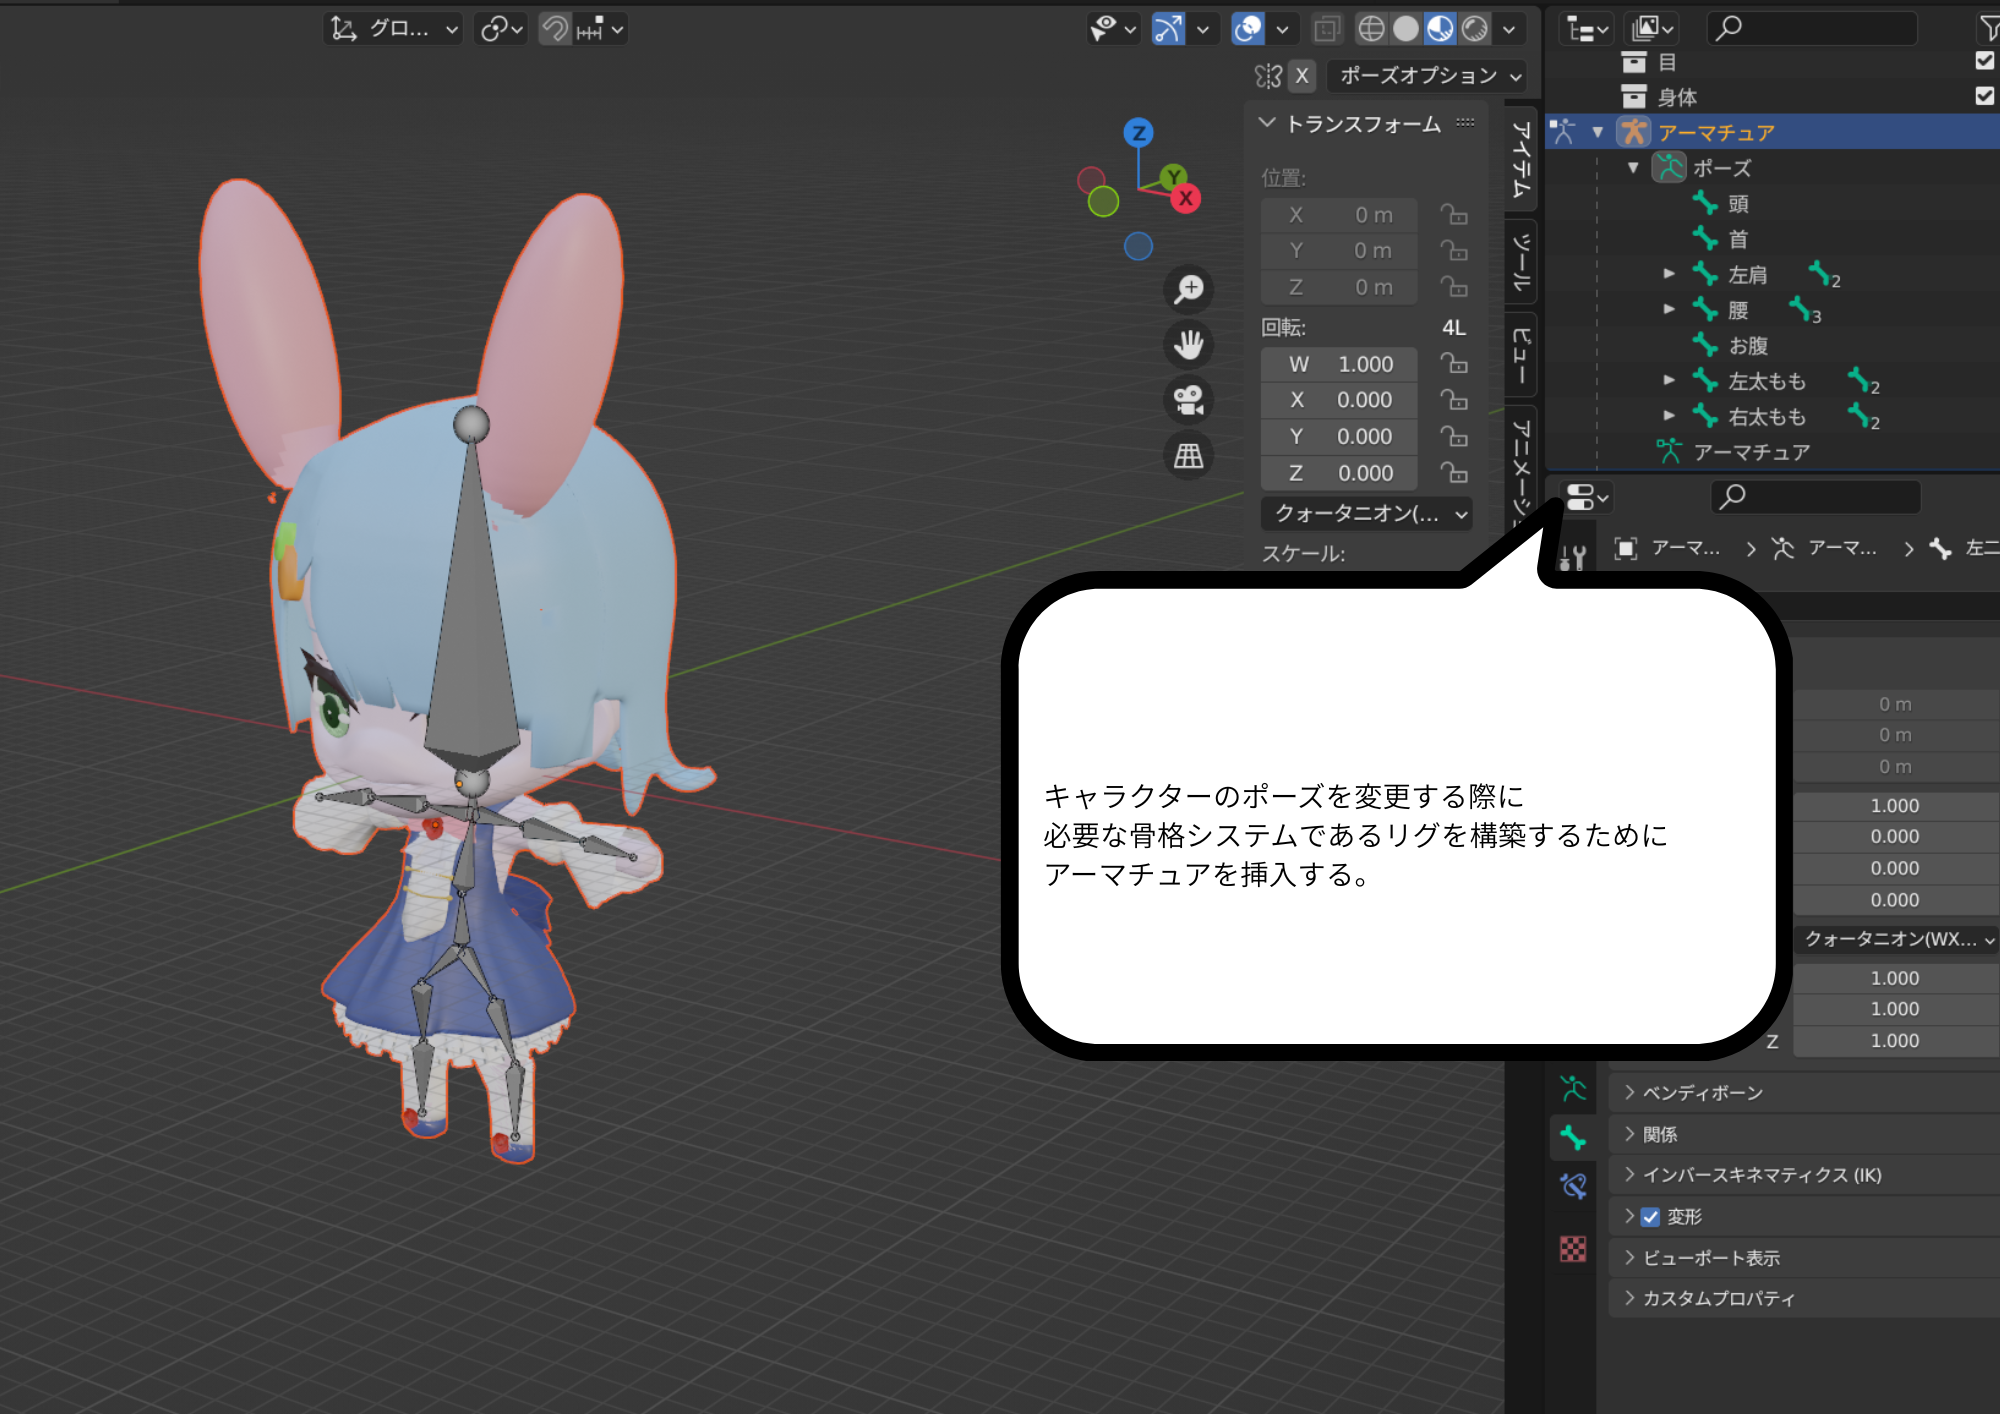 グロ...
X
ポーズオプション
トランスフォーム
位置:
X 0 m
Y 0 m
Z 0 m
回転: 4L
W 1.000
X 0.000
Y 0.000
Z 0.000
クォータニオン(...
スケール:
アイテム
ツール
ビュー
Z
Y
X
目
身体
アーマチュア
ポーズ
頭
首
左肩 2
腰 3
お腹
左太もも 2
右太もも 2
アーマチュア
アーマ... > アーマ... >
キャラクターのポーズを変更する際に
必要な骨格システムであるリグを構築するために
アーマチュアを挿入する。
0 m
0 m
0 m
1.000
0.000
0.000
0.000
クォータニオン(WX...
1.000
1.000
Z 1.000
ベンディボーン
関係
インバースキネマティクス (IK)
変形
ビューポート表示
カスタムプロパティ